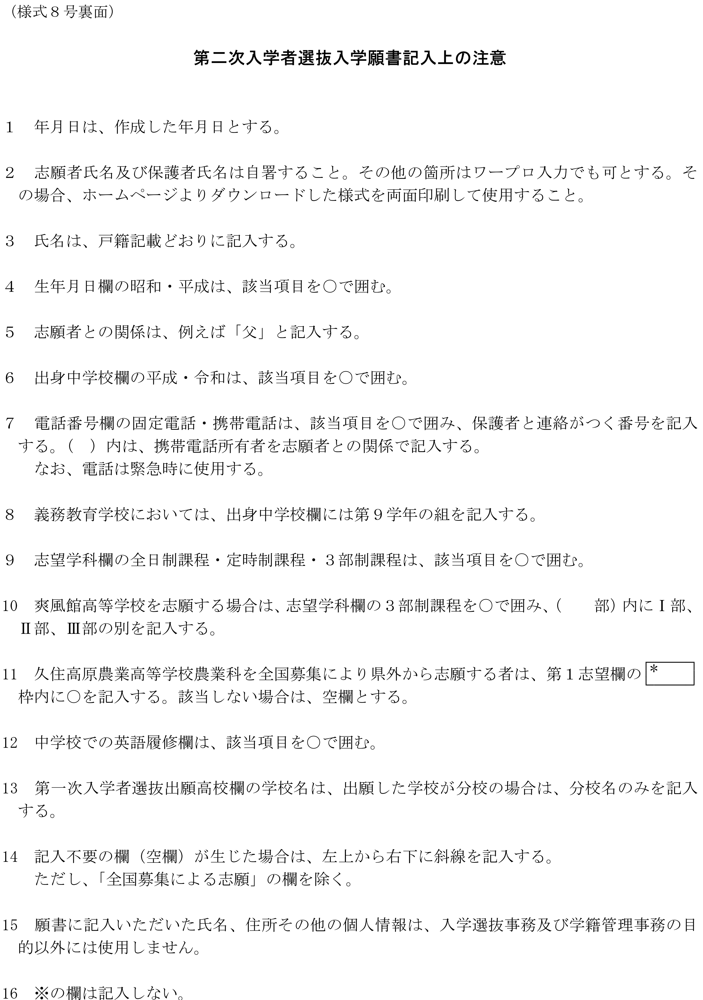 （様式８号裏面）
第二次入学者選抜入学願書記入上の注意
１　年月日は、作成した年月日とする。
２　志願者氏名及び保護者氏名は自署すること。その他の箇所はワープロ入力でも可とする。そ
の場合、ホームページよりダウンロードした様式を両面印刷して使用すること。
３　氏名は、戸籍記載どおりに記入する。
４　生年月日欄の昭和・平成は、該当項目を○で囲む。
５　志願者との関係は、例えば「父」と記入する。
６　出身中学校欄の平成・令和は、該当項目を○で囲む。
７　電話番号欄の固定電話・携帯電話は、該当項目を○で囲み、保護者と連絡がつく番号を記入
する。（　）内は、携帯電話所有者を志願者との関係で記入する。
なお、電話は緊急時に使用する。
８　義務教育学校においては、出身中学校欄には第９学年の組を記入する。
９　志望学科欄の全日制課程・定時制課程・３部制課程は、該当項目を○で囲む。
10　爽風館高等学校を志願する場合は、志望学科欄の３部制課程を○で囲み、（　　部）内にⅠ部、
Ⅱ部、Ⅲ部の別を記入する。
11　久住高原農業高等学校農業科を全国募集により県外から志願する者は、第１志望欄の　*
枠内に○を記入する。該当しない場合は、空欄とする。
12　中学校での英語履修欄は、該当項目を○で囲む。
13　第一次入学者選抜出願高校欄の学校名は、出願した学校が分校の場合は、分校名のみを記入
する。
14　記入不要の欄（空欄）が生じた場合は、左上から右下に斜線を記入する。
ただし、「全国募集による志願」の欄を除く。
15　願書に記入いただいた氏名、住所その他の個人情報は、入学選抜事務及び学籍管理事務の目
的以外には使用しません。
16　※の欄は記入しない。